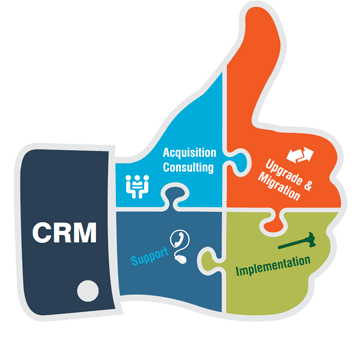 Acquisition
Consulting
Upgrade &
Migration
CRM
Support
Implementation